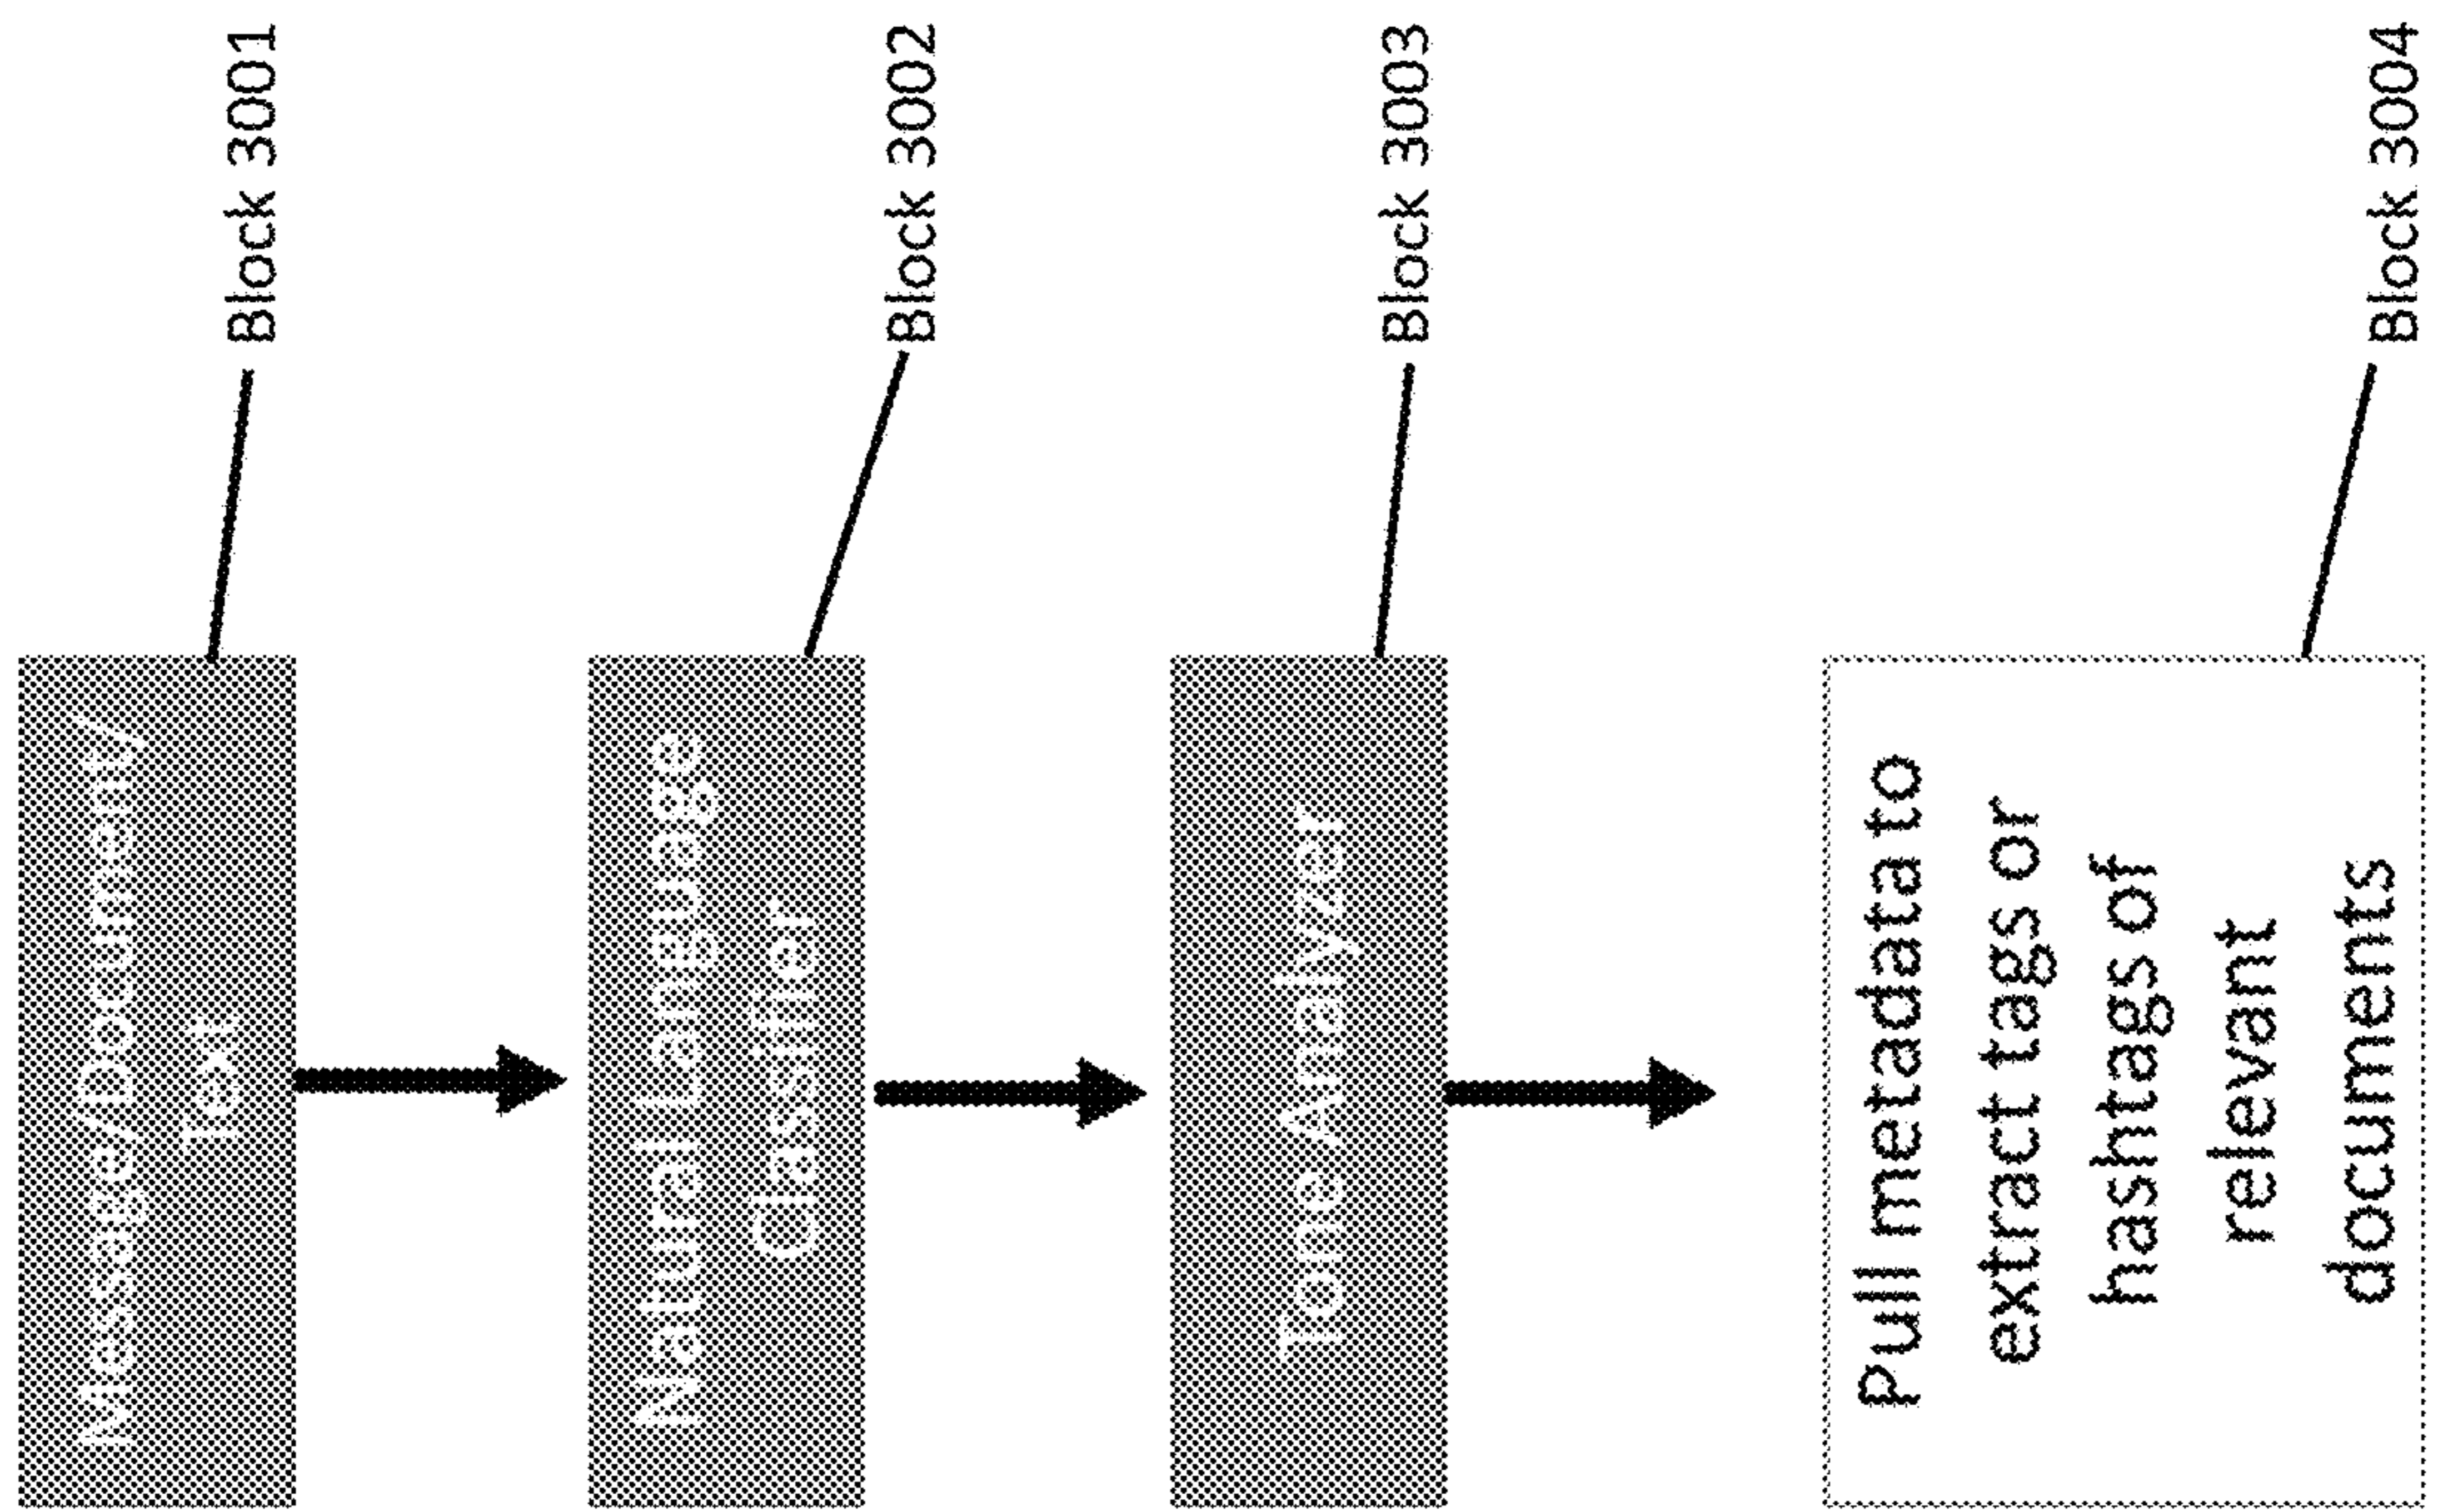 Message/Document/
Text
Block 3001
Natural Language
Classifier
Block 3002
Tone Analyzer
Block 3003
Pull metadata to
extract tags or
hashtags of
relevant
documents
Block 3004